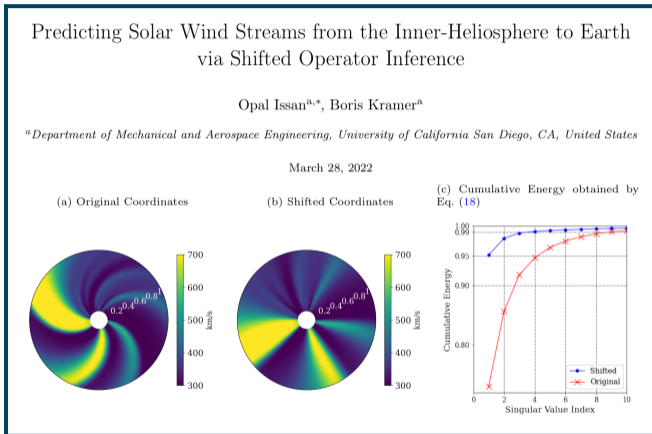 Predicting Solar Wind Streams from the Inner-Heliosphere to Earth
via Shifted Operator Inference
Opal Issanᵃ,*, Boris Kramerᵃ
ᵃDepartment of Mechanical and Aerospace Engineering, University of California San Diego, CA, United States
March 28, 2022
(a) Original Coordinates
(b) Shifted Coordinates
(c) Cumulative Energy obtained by
Eq. (18)
0.2 0.4 0.6 0.8 1
700
600
500
400
300
km/s
0.2 0.4 0.6 0.8 1
700
600
500
400
300
km/s
Cumulative Energy
1.00
0.99
0.95
0.90
0.80
Shifted
Original
0 2 4 6 8 10
Singular Value Index